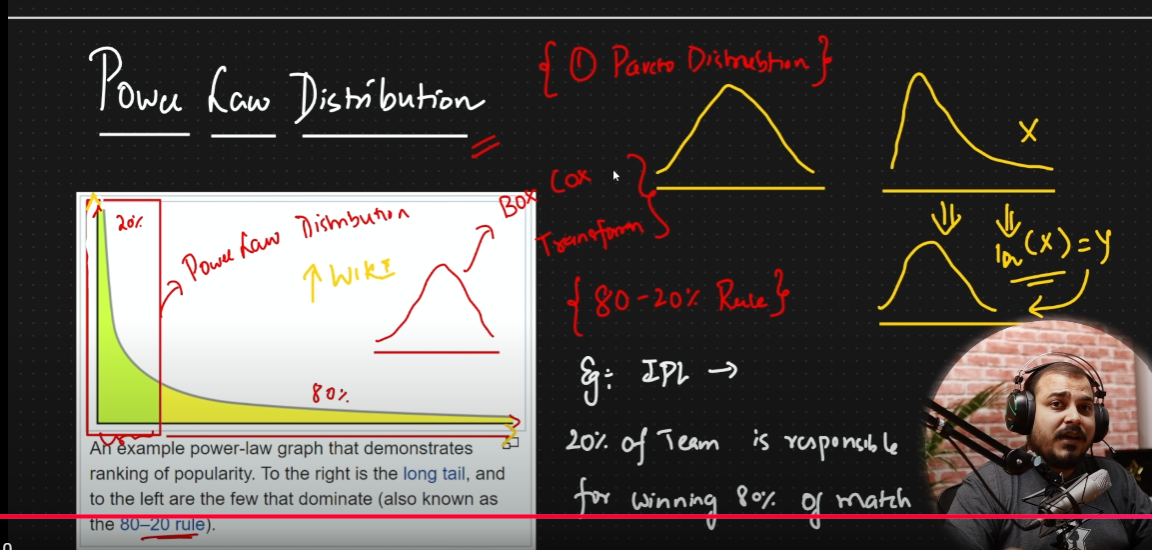 Power Law Distribution
{ ① Pareto Distribution }
X
20%
Power Law Distribution
WIKI
Box Cox
Transform
ln (X) = y
{ 80-20% Rule }
80%
Eg: IPL →
20% of Team is responsible
for winning 80% of match
An example power-law graph that demonstrates
ranking of popularity. To the right is the long tail, and
to the left are the few that dominate (also known as
the 80–20 rule).